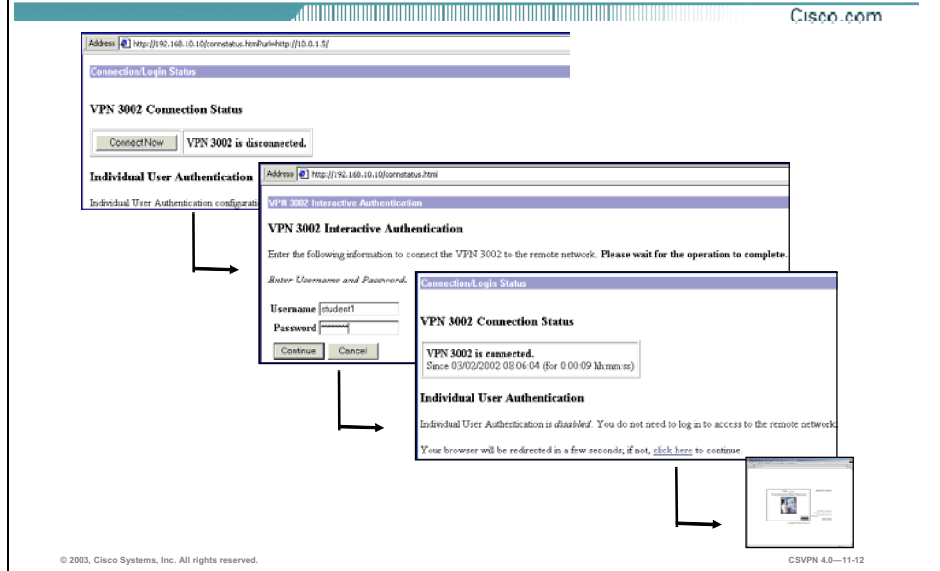 Cisco.com
Address http://192.168.10.10/connstatus.html?url=http://10.0.1.5/
Connection/Login Status
VPN 3002 Connection Status
Connect Now VPN 3002 is disconnected.
Individual User Authentication
Individual User Authentication
Address http://192.168.10.10/connstatus.html
VPN 3002 Interactive Authentication
VPN 3002 Interactive Authentication
Enter the following information to connect the VPN 3002 to the remote network. Please wait for the operation to complete.
Enter Username and Password.
Username student1
Password ********
Continue Cancel
Connection/Login Status
VPN 3002 Connection Status
VPN 3002 is connected.
Since 03/02/2002 08:06:04 (for 0:00:09 hh:mm:ss)
Individual User Authentication
Individual User Authentication is disabled. You do not need to log in to access to the remote network
Your browser will be redirected in a few seconds; if not, click here to continue.
© 2003, Cisco Systems, Inc. All rights reserved.
CSVPN 4.0—11-12